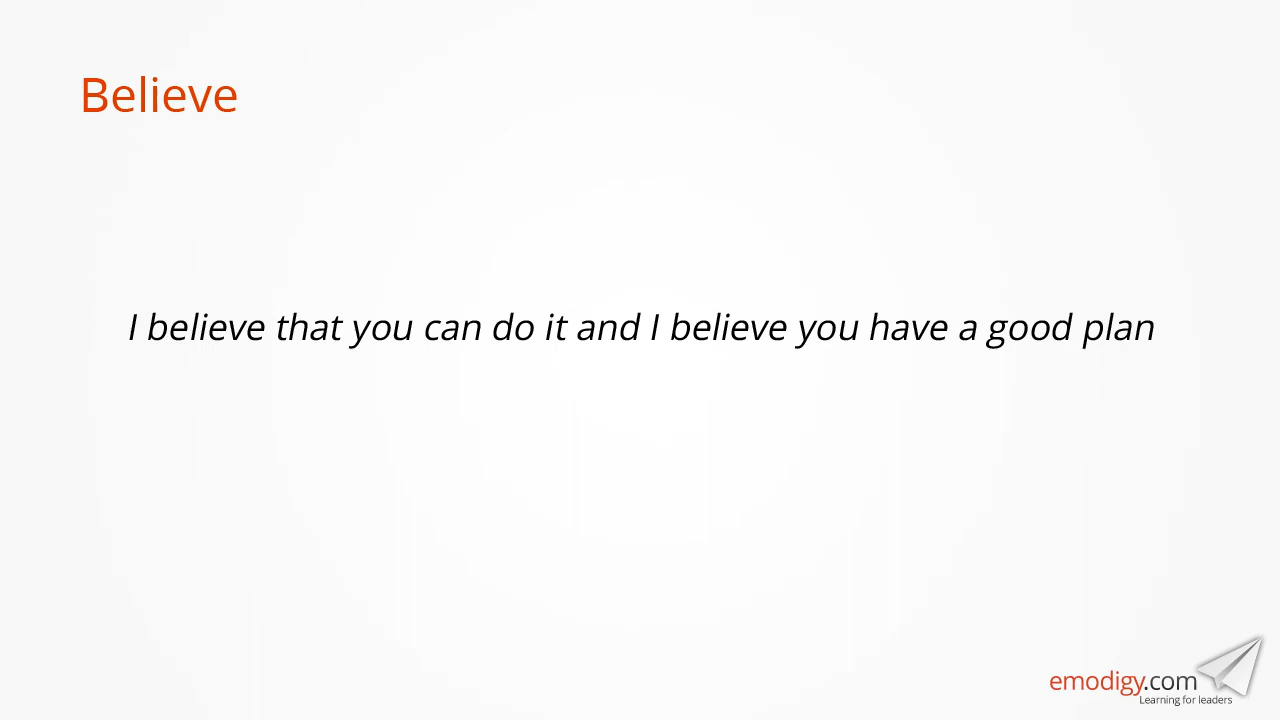 Believe
I believe that you can do it and I believe you have a good plan
emodigy.com
Learning for leaders